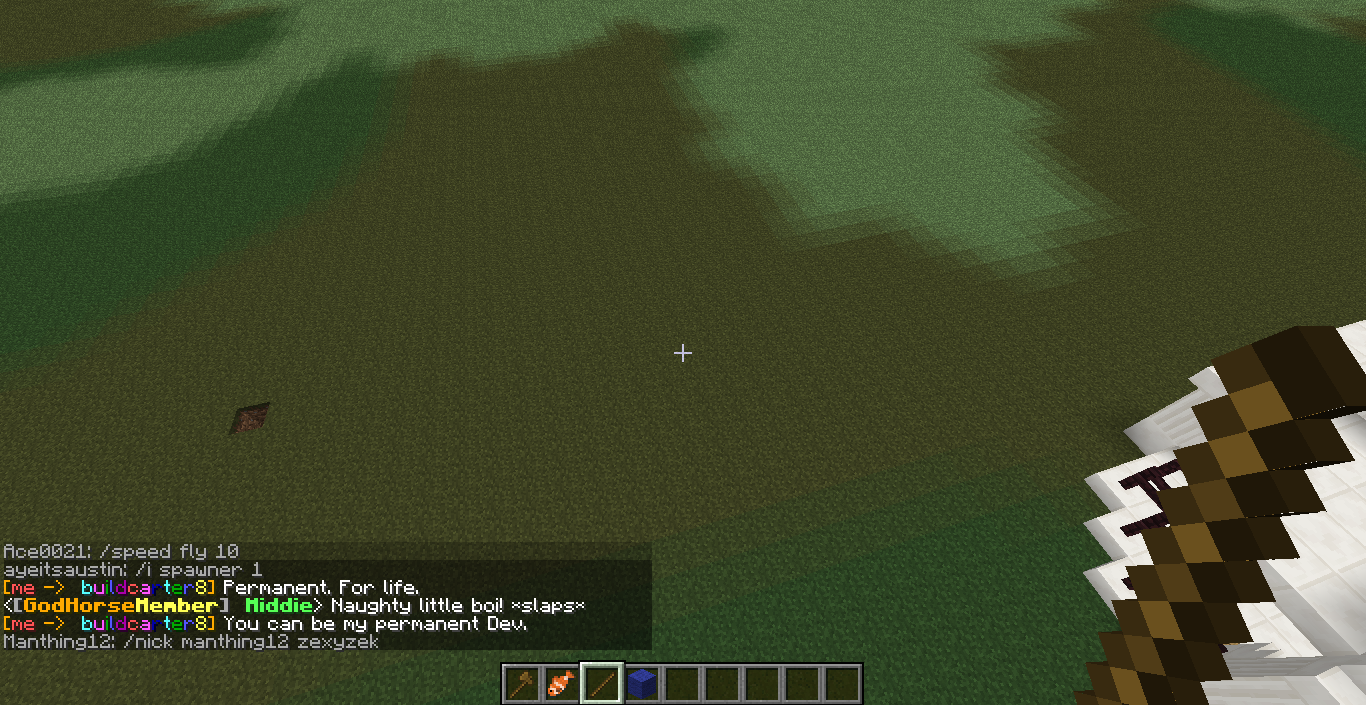 Ace0021: /speed fly 10
ayeitsaustin: /i spawner 1
[me -> buildcarter8] Permanent. For life.
<[GodHorseMember] Middie> Naughty little boi! *slaps*
[me -> buildcarter8] You can be my permanent Dev.
Manthing12: /nick manthing12 zexyzek